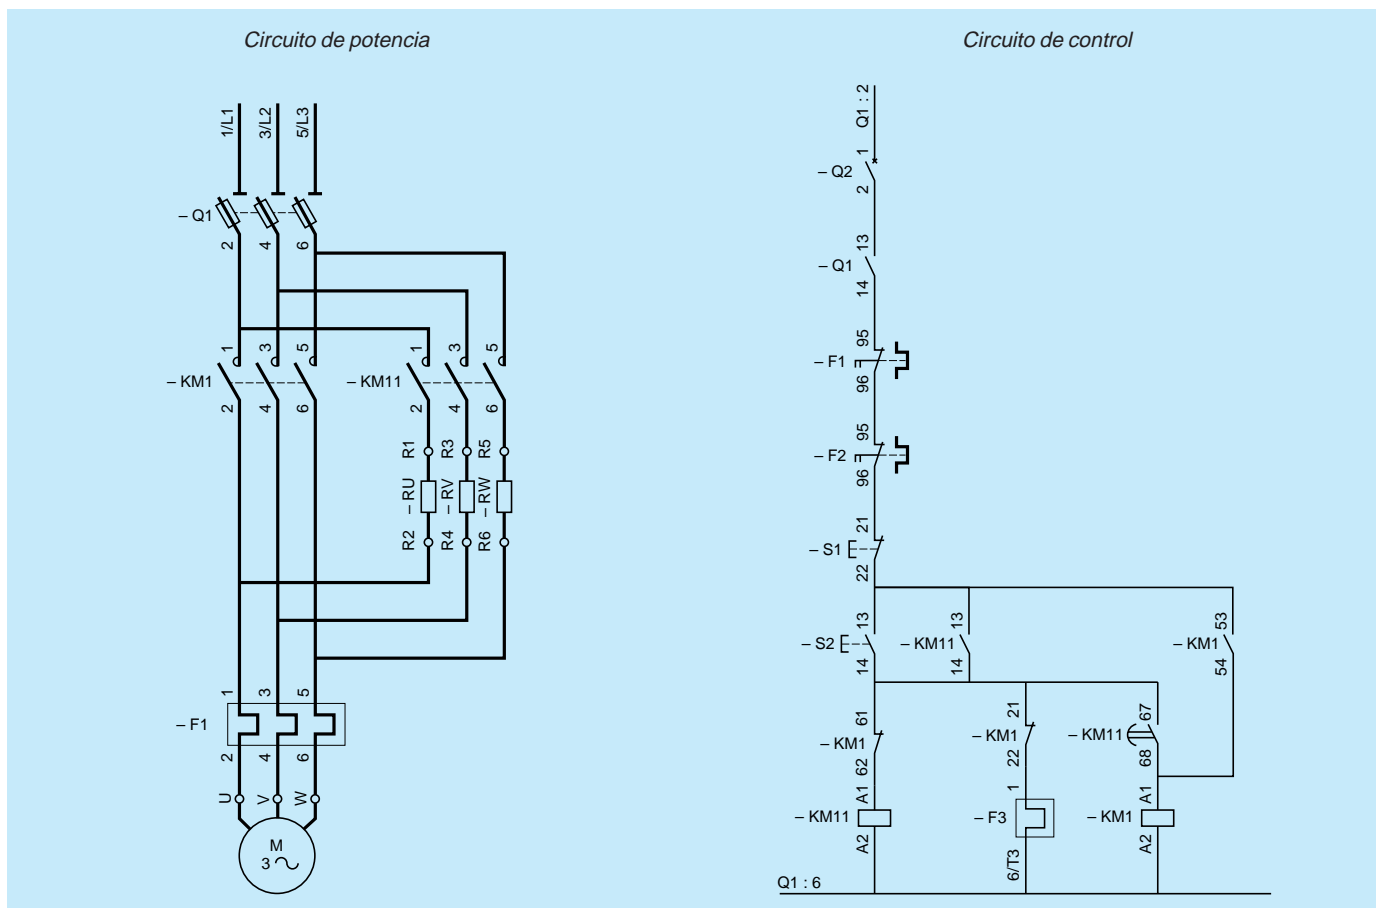 Circuito de potencia
1/L1 3/L2 5/L3
– Q1
2 4 6
1 3 5
– KM1
2 4 6
1 3 5
– KM11
2 4 6
R1 R3 R5
– RU – RV – RW
R2 R4 R6
1 3 5
– F1
2 4 6
U V W
M
3
Circuito de control
Q1 : 2
1
– Q2
2
13
– Q1
14
95
– F1
96
95
– F2
96
21
– S1
22
13 13 53
– S2 – KM11 – KM1
14 14 54
61 21 67
– KM1 – KM1 – KM11
62 22 68
A1 1 A1
– KM11 – F3 – KM1
A2 6/T3 A2
Q1 : 6